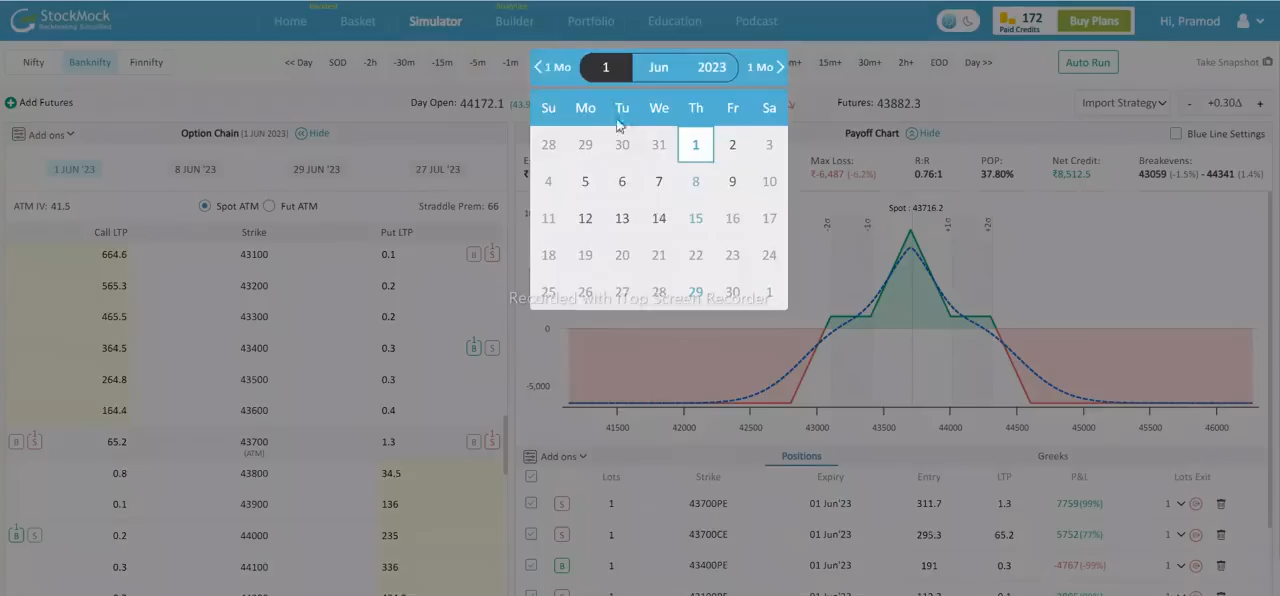 StockMock
Backtesting Simplified
Home
Basket
Simulator
Builder
Portfolio
Education
Podcast
172
Paid Credits
Buy Plans
Hi, Pramod
Nifty
Banknifty
Finnifty
<< Day
SOD
-2h
-30m
-15m
-5m
-1m
15m+
30m+
2h+
EOD
Day >>
Auto Run
Take Snapshot
1 Mo
1
Jun
2023
1 Mo
Add Futures
Day Open: 44172.1
Futures: 43882.3
Import Strategy
- +0.30Δ +
Su Mo Tu We Th Fr Sa
28 29 30 31 1 2 3
4 5 6 7 8 9 10
11 12 13 14 15 16 17
18 19 20 21 22 23 24
25 26 27 28 29 30 1
Recorded with iTop Screen Recorder
Add ons
Option Chain (1 JUN 2023)
Hide
Payoff Chart
Hide
Blue Line Settings
1 JUN '23
8 JUN '23
29 JUN '23
27 JUL '23
Max Loss:
₹-6,487 (-6.2%)
R:R
0.76:1
POP:
37.80%
Net Credit:
₹8,512.5
Breakevens:
43059 (-1.5%) - 44341 (1.4%)
ATM IV: 41.5
Spot ATM
Fut ATM
Straddle Prem: 66
Spot : 43716.2
-2σ
-1σ
+1σ
+2σ
Call LTP Strike Put LTP
664.6 43100 0.1 B S 1
565.3 43200 0.2
465.5 43300 0.2
364.5 43400 0.3 B 1 S
264.8 43500 0.3
164.4 43600 0.4
B S 1 65.2 43700 1.3 B S 1
(ATM)
0.8 43800 34.5
0.1 43900 136
B 1 S 0.2 44000 235
0.3 44100 336
0
-5,000
41500 42000 42500 43000 43500 44000 44500 45000 45500 46000
Add ons
Positions
Greeks
Lots Strike Expiry Entry LTP P&L Lots Exit
S 1 43700PE 01 Jun'23 311.7 1.3 7759(99%) 1
S 1 43700CE 01 Jun'23 295.3 65.2 5752(77%) 1
B 1 43400PE 01 Jun'23 191 0.3 -4767(-99%) 1